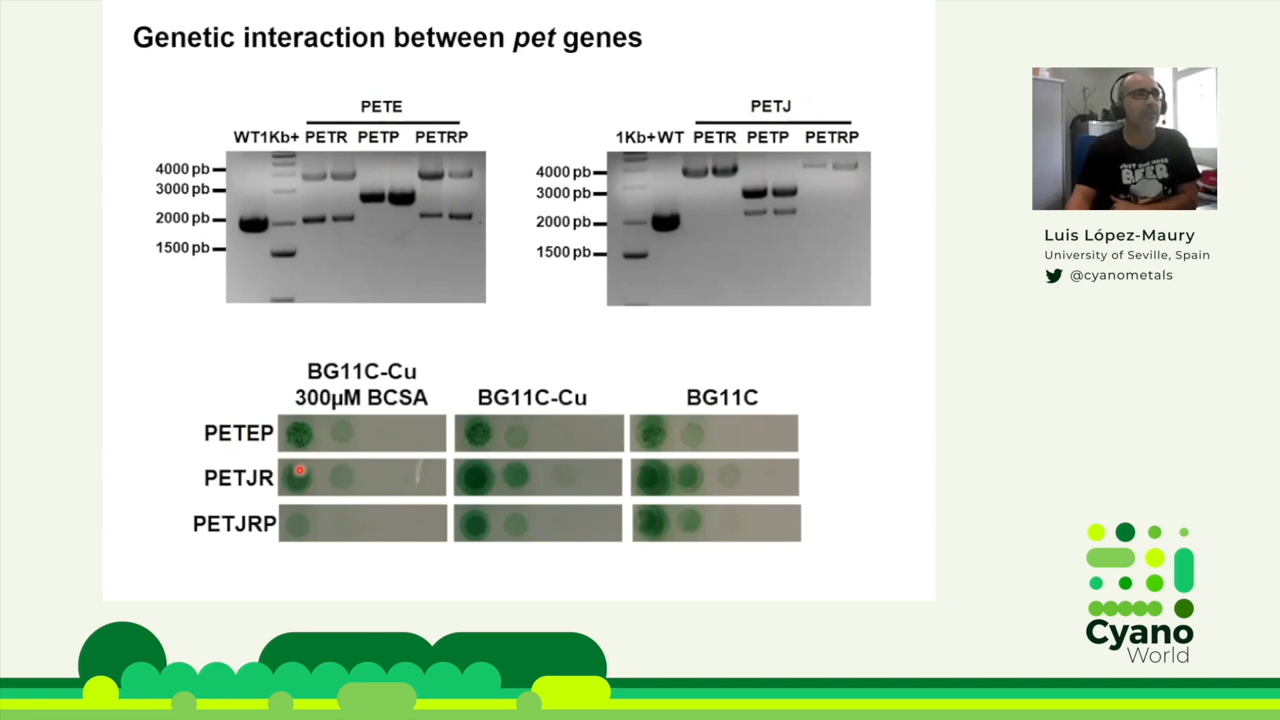 Genetic interaction between pet genes
PETE
WT1Kb+ PETR PETP PETRP
4000 pb
3000 pb
2000 pb
1500 pb
PETJ
1Kb+WT PETR PETP PETRP
4000 pb
3000 pb
2000 pb
1500 pb
BG11C-Cu
300µM BCSA
BG11C-Cu
BG11C
PETEP
PETJR
PETJRP
BEER
Luis López-Maury
University of Seville, Spain
@cyanometals
Cyano
World